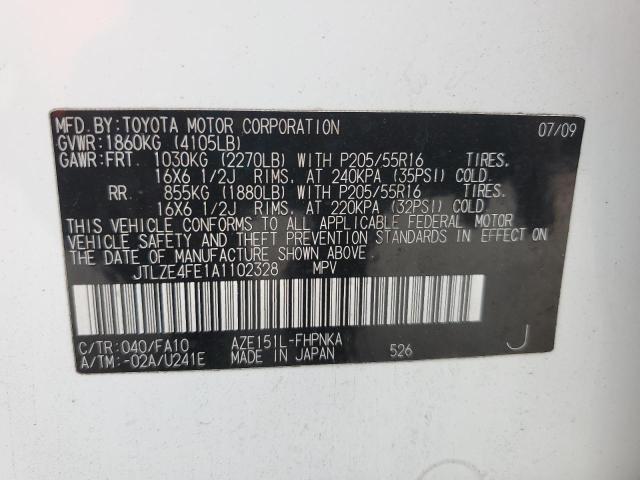 MFD.BY:TOYOTA MOTOR CORPORATION 07/09
GVWR:1860KG (4105LB)
GAWR:FRT 1030KG (2270LB) WITH P205/55R16 TIRES.
16X6 1/2J RIMS. AT 240KPA (35PSI) COLD.
RR 855KG (1880LB) WITH P205/55R16 TIRES.
16X6 1/2J RIMS. AT 220KPA (32PSI) COLD
THIS VEHICLE CONFORMS TO ALL APPLICABLE FEDERAL MOTOR
VEHICLE SAFETY AND THEFT PREVENTION STANDARDS IN EFFECT ON
THE DATE OF MANUFACTURE SHOWN ABOVE.
JTLZE4FE1A1102328 MPV
C/TR:040/FA10 AZE151L-FHPNKA J
A/TM:-02A/U241E MADE IN JAPAN 526